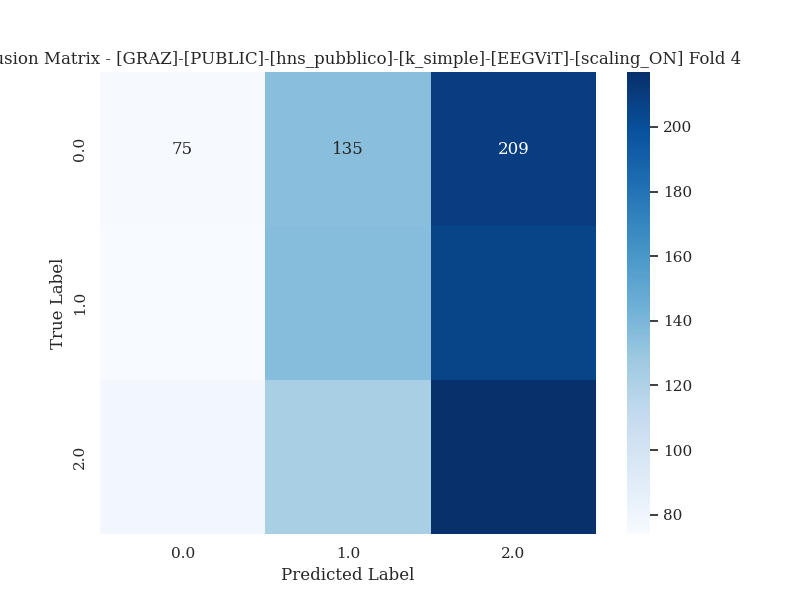 usion Matrix - [GRAZ]-[PUBLIC]-[hns_pubblico]-[k_simple]-[EEGViT]-[scaling_ON] Fold 4
True Label
0.0
75 135 209
1.0
2.0
0.0 1.0 2.0
Predicted Label
200
180
160
140
120
100
80